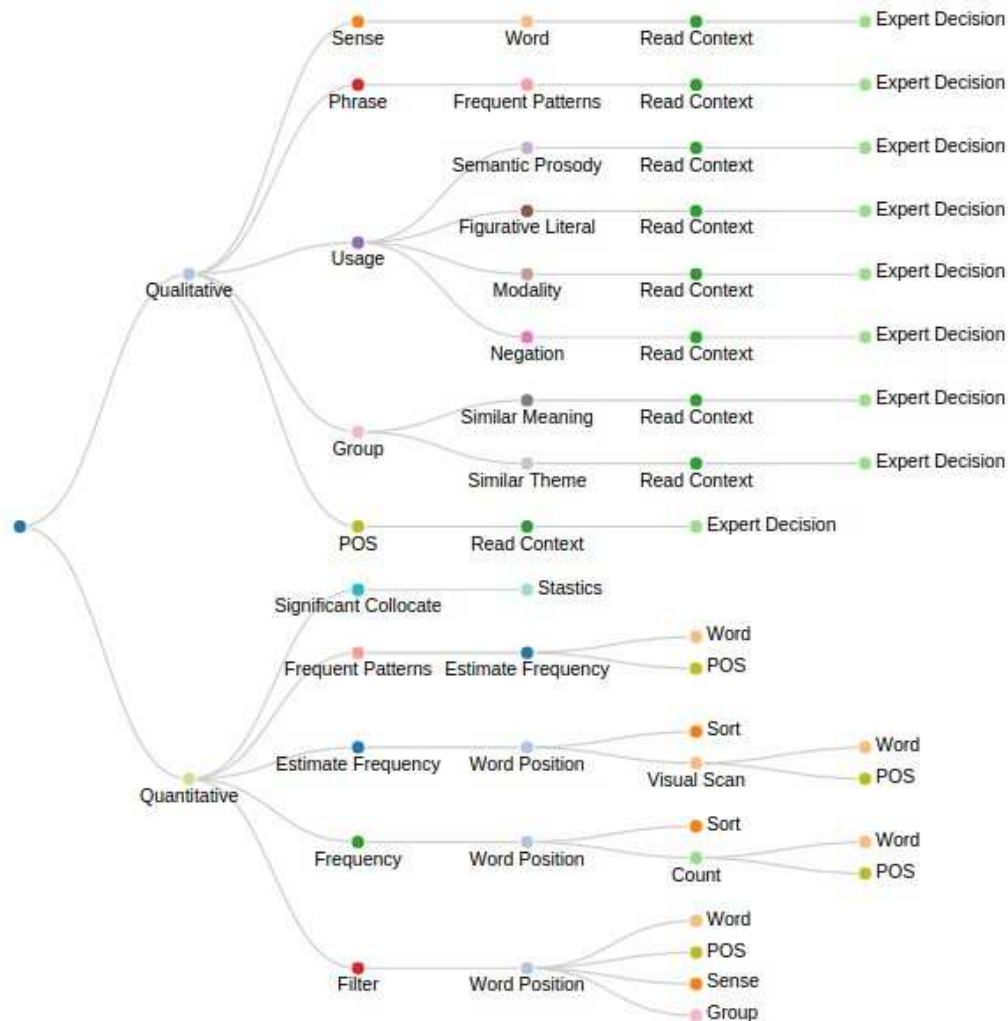 Expert Decision
Sense Word Read Context
Expert Decision
Phrase Frequent Patterns Read Context
Expert Decision
Semantic Prosody Read Context
Expert Decision
Figurative Literal Read Context
Usage
Expert Decision
Qualitative Modality Read Context
Expert Decision
Negation Read Context
Expert Decision
Similar Meaning Read Context
Group
Expert Decision
Similar Theme Read Context
Expert Decision
POS Read Context
Stastics
Significant Collocate
Word
Frequent Patterns Estimate Frequency POS
Sort
Word
Estimate Frequency Word Position
Visual Scan POS
Quantitative
Sort
Word
Frequency Word Position
Count POS
Word
POS
Filter Word Position Sense
Group